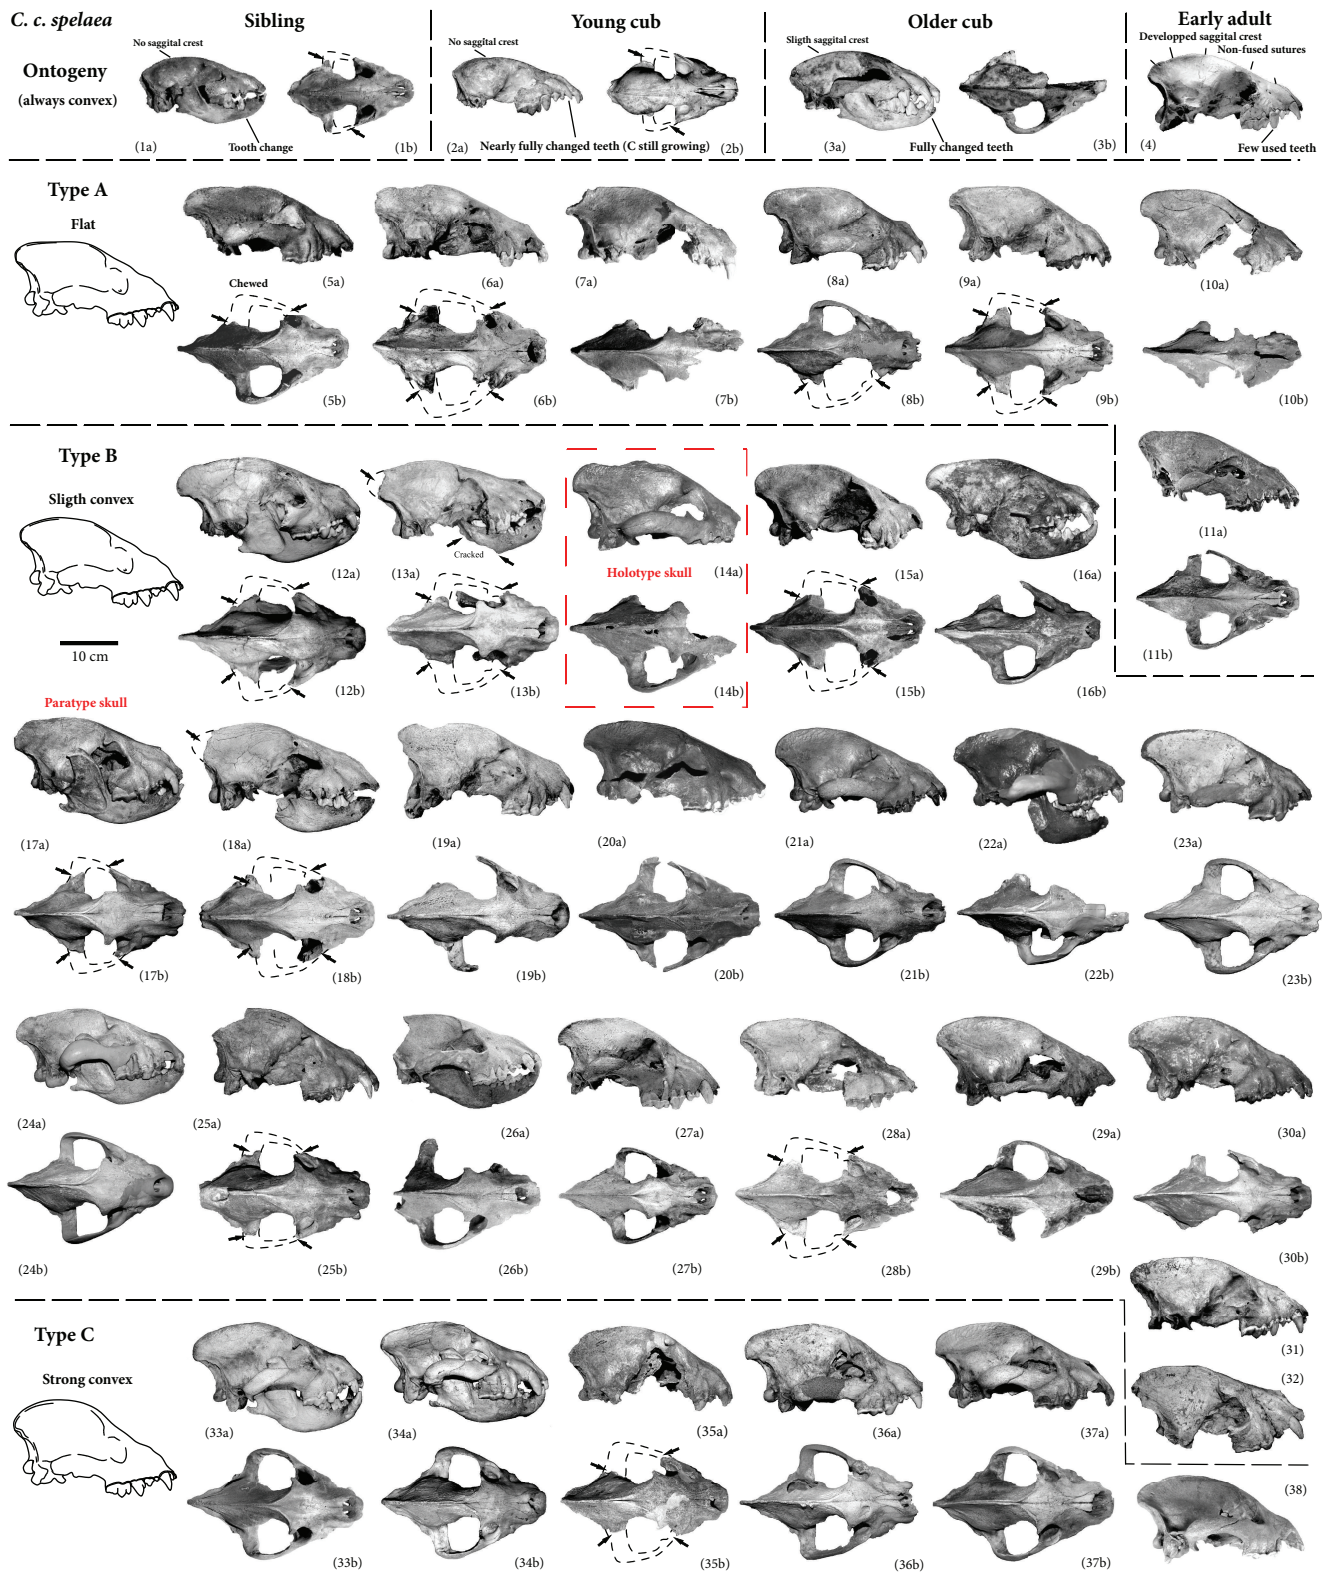 C. c. spelaea
Sibling
Young cub
Older cub
Early adult
Ontogeny
(always convex)
No saggital crest
Tooth change
(1a)
(1b)
No saggital crest
Nearly fully changed teeth (C still growing)
(2a)
(2b)
Sligth saggital crest
Fully changed teeth
(3a)
(3b)
Developped saggital crest
Non-fused sutures
(4)
Few used teeth
Type A
Flat
(5a)
(6a)
(7a)
(8a)
(9a)
(10a)
Chewed
(5b)
(6b)
(7b)
(8b)
(9b)
(10b)
Type B
Sligth convex
10 cm
(11a)
(11b)
(12a)
(13a)
Cracked
(14a)
Holotype skull
(15a)
(16a)
(12b)
(13b)
(14b)
(15b)
(16b)
Paratype skull
(17a)
(18a)
(19a)
(20a)
(21a)
(22a)
(23a)
(17b)
(18b)
(19b)
(20b)
(21b)
(22b)
(23b)
(24a)
(25a)
(26a)
(27a)
(28a)
(29a)
(30a)
(24b)
(25b)
(26b)
(27b)
(28b)
(29b)
(30b)
(31)
(32)
Type C
Strong convex
(33a)
(34a)
(35a)
(36a)
(37a)
(38)
(33b)
(34b)
(35b)
(36b)
(37b)